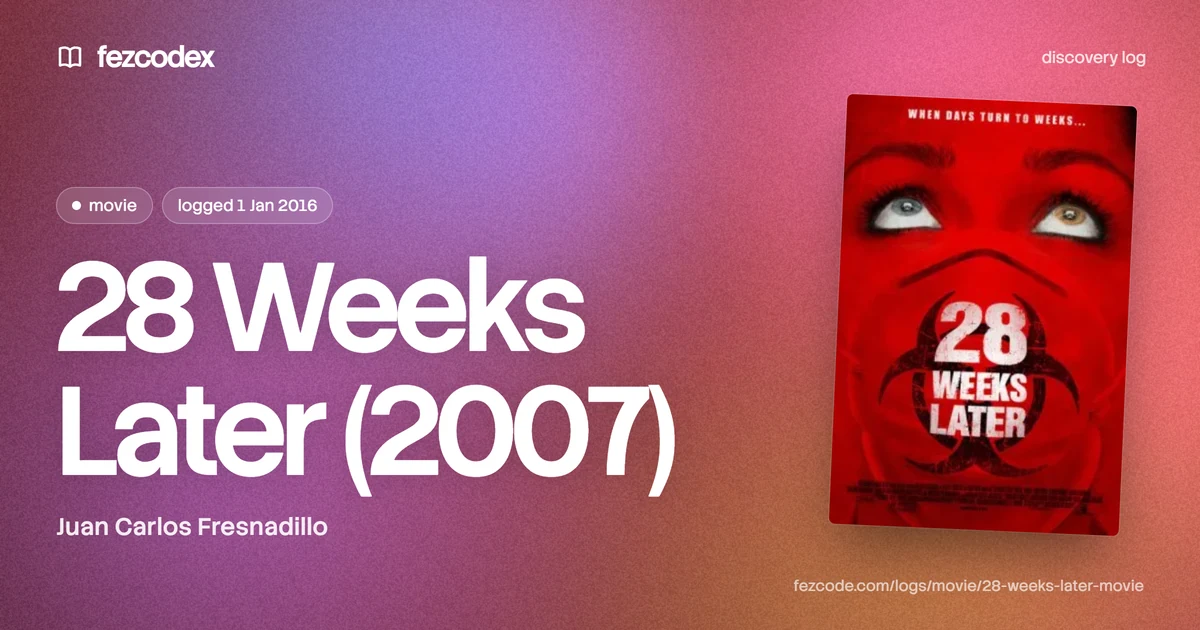 fezcodex
discovery log
movie
logged 1 Jan 2016
28 Weeks
Later (2007)
Juan Carlos Fresnadillo
WHEN DAYS TURN TO WEEKS...
28
WEEKS
LATER
fezcode.com/logs/movie/28-weeks-later-movie